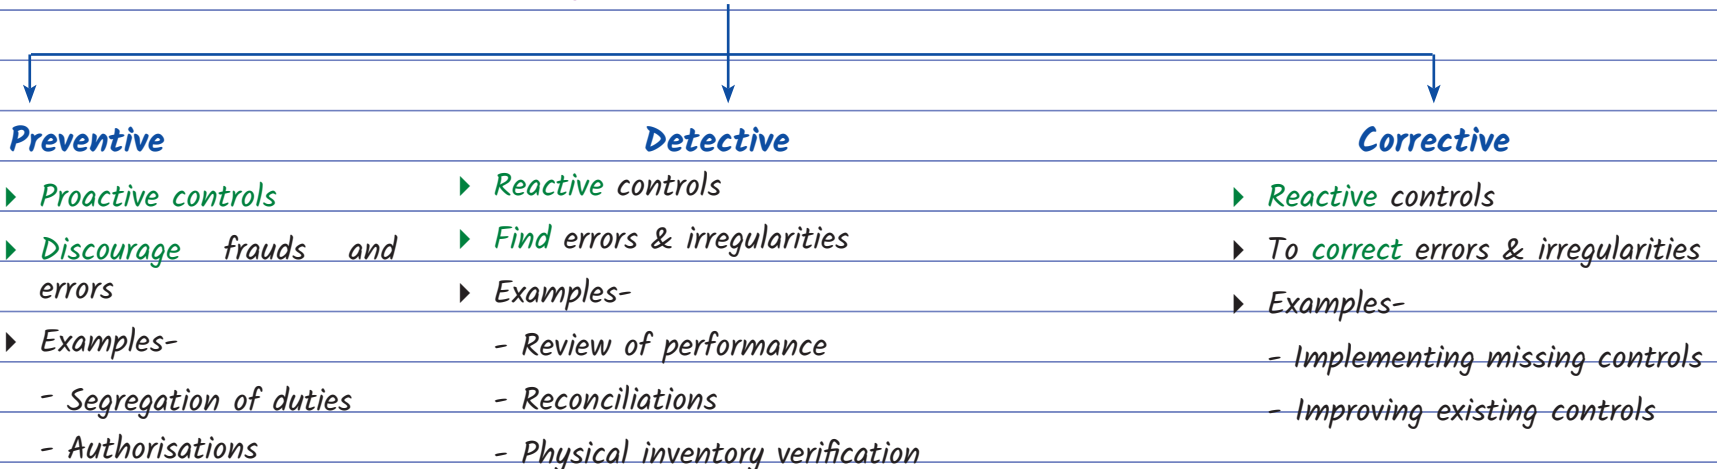 Preventive
Proactive controls
Discourage frauds and
errors
Examples-
- Segregation of duties
- Authorisations
Detective
Reactive controls
Find errors & irregularities
Examples-
- Review of performance
- Reconciliations
- Physical inventory verification
Corrective
Reactive controls
To correct errors & irregularities
Examples-
- Implementing missing controls
- Improving existing controls